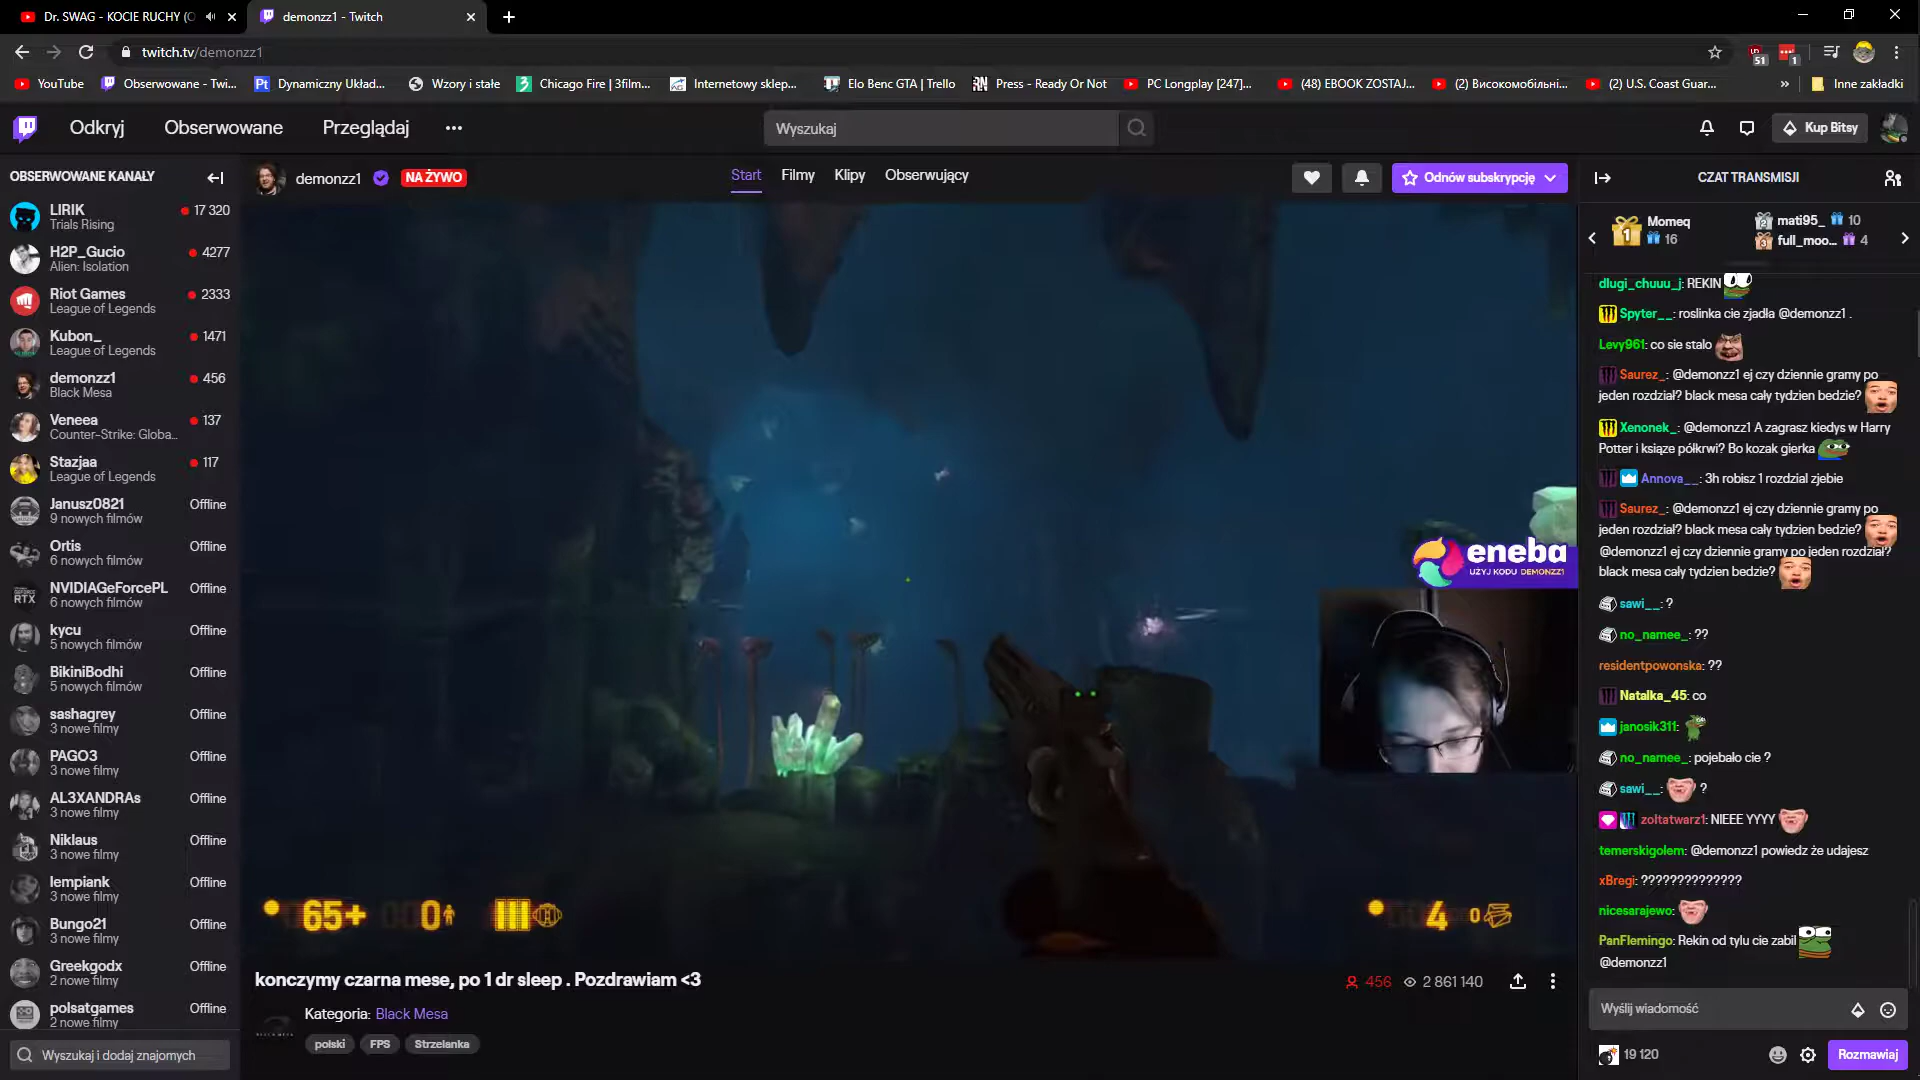 Dr. SWAG - KOCIE RUCHY (O
demonzz1 - Twitch
twitch.tv/demonzz1
51
1
YouTube
Obserwowane - Twi...
Dynamiczny Układ...
Wzory i stałe
Chicago Fire | 3film...
Internetowy sklep...
Elo Benc GTA | Trello
Press - Ready Or Not
PC Longplay [247]...
(48) EBOOK ZOSTAJ...
(2) Високомобільні...
(2) U.S. Coast Guar...
»
Inne zakładki
Odkryj
Obserwowane
Przeglądaj
Wyszukaj
Kup Bitsy
OBSERWOWANE KANAŁY
LIRIK
17 320
Trials Rising
H2P_Gucio
4277
Alien: Isolation
Riot Games
2333
League of Legends
Kubon_
1471
League of Legends
demonzz1
456
Black Mesa
Veneea
137
Counter-Strike: Globa...
Stazjaa
117
League of Legends
Janusz0821
Offline
9 nowych filmów
Ortis
Offline
6 nowych filmów
NVIDIAGeForcePL
Offline
6 nowych filmów
kycu
Offline
5 nowych filmów
BikiniBodhi
Offline
5 nowych filmów
sashagrey
Offline
3 nowe filmy
PAGO3
Offline
3 nowe filmy
AL3XANDRAs
Offline
3 nowe filmy
Niklaus
Offline
3 nowe filmy
lempiank
Offline
3 nowe filmy
Bungo21
Offline
3 nowe filmy
Greekgodx
Offline
2 nowe filmy
polsatgames
Offline
2 nowe filmy
Wyszukaj i dodaj znajomych
demonzz1
NA ŻYWO
Start
Filmy
Klipy
Obserwujący
Odnów subskrypcję
eneba
UŻYJ KODU DEMONZZ1
65+
0
4
0
konczymy czarna mese, po 1 dr sleep . Pozdrawiam <3
456
2 861 140
Kategoria: Black Mesa
polski
FPS
Strzelanka
CZAT TRANSMISJI
1
Momeq
16
2
mati95_
10
3
full_moo...
4
dlugi_chuuu_j: REKIN
Spyter__: roslinka cie zjadła @demonzz1 .
Levy961: co sie stalo
Saurez_: @demonzz1 ej czy dziennie gramy po
jeden rozdział? black mesa cały tydzien bedzie?
Xenonek_: @demonzz1 A zagrasz kiedys w Harry
Potter i ksiąze półkrwi? Bo kozak gierka
Annova__: 3h robisz 1 rozdzial zjebie
Saurez_: @demonzz1 ej czy dziennie gramy po
jeden rozdział? black mesa cały tydzien bedzie?
@demonzz1 ej czy dziennie gramy po jeden rozdział?
black mesa cały tydzien bedzie?
sawi__: ?
no_namee_: ??
residentpowonska: ??
Natalka_45: co
janosik311:
no_namee_: pojebało cie ?
sawi__: ?
zoltatwarz1: NIEEE YYYY
temerskigolem: @demonzz1 powiedz że udajesz
xBregi: ??????????????
nicesarajewo:
PanFlemingo: Rekin od tylu cie zabil
@demonzz1
Wyślij wiadomość
19 120
Rozmawiaj